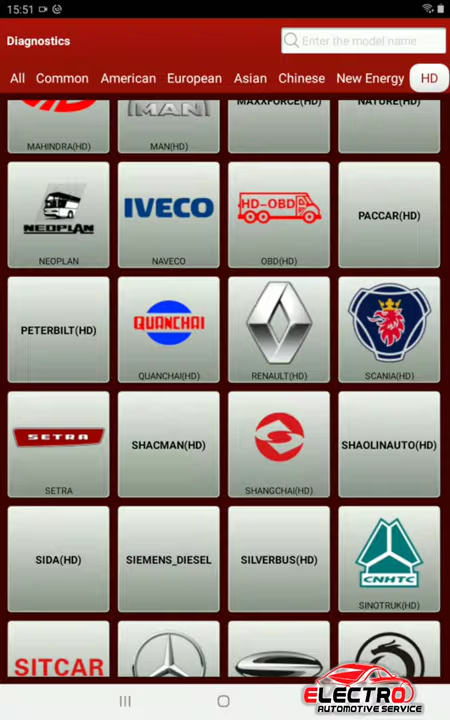 15:51
Diagnostics
Enter the model name
All Common American European Asian Chinese New Energy HD
MAHINDRA(HD)
MAN
MAN(HD)
MAXXFORCE(HD)
NATURE(HD)
NEOPLAN
NEOPLAN
IVECO
NAVECO
HD-OBD
OBD(HD)
PACCAR(HD)
PETERBILT(HD)
QUANCHAI
QUANCHAI(HD)
RENAULT(HD)
SCANIA(HD)
SETRA
SETRA
SHACMAN(HD)
SHANGCHAI(HD)
SHAOLINAUTO(HD)
SIDA(HD)
SIEMENS_DIESEL
SILVERBUS(HD)
CNHTC
SINOTRUK(HD)
SITCAR
ELECTRO
AUTOMOTIVE SERVICE